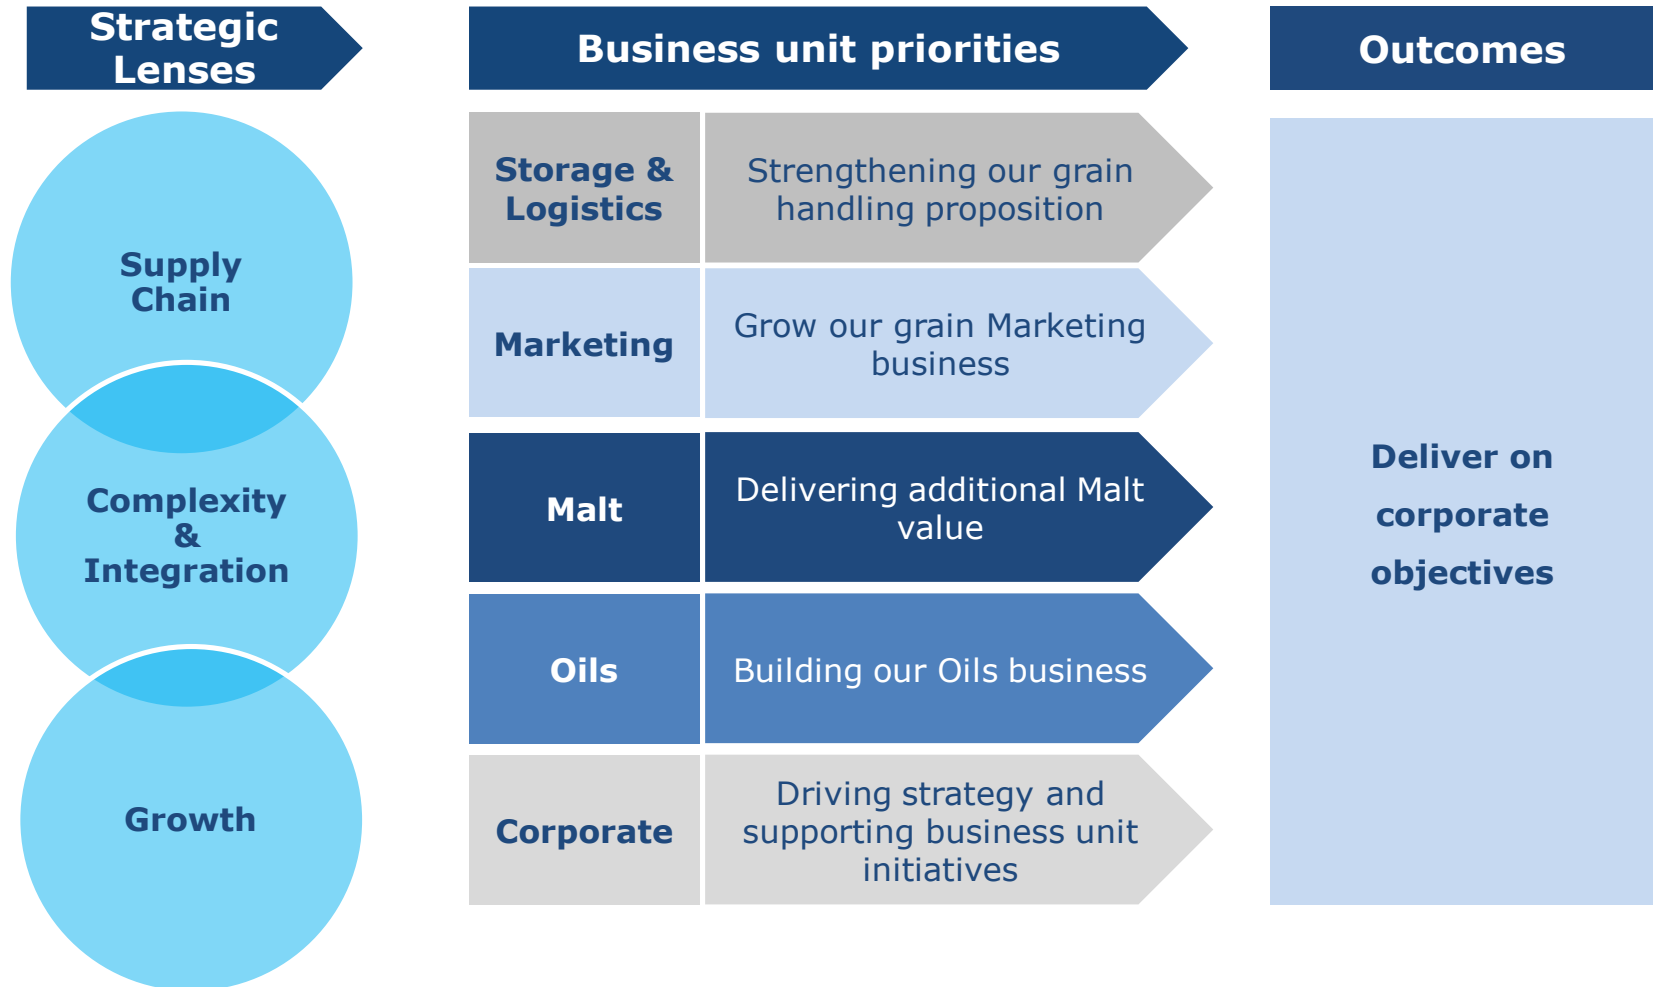 Strategic
Lenses
Business unit priorities
Outcomes
Supply
Chain
Complexity
&
Integration
Growth
Storage &
Logistics
Strengthening our grain
handling proposition
Marketing
Grow our grain Marketing
business
Malt
Delivering additional Malt
value
Oils
Building our Oils business
Corporate
Driving strategy and
supporting business unit
initiatives
Deliver on
corporate
objectives